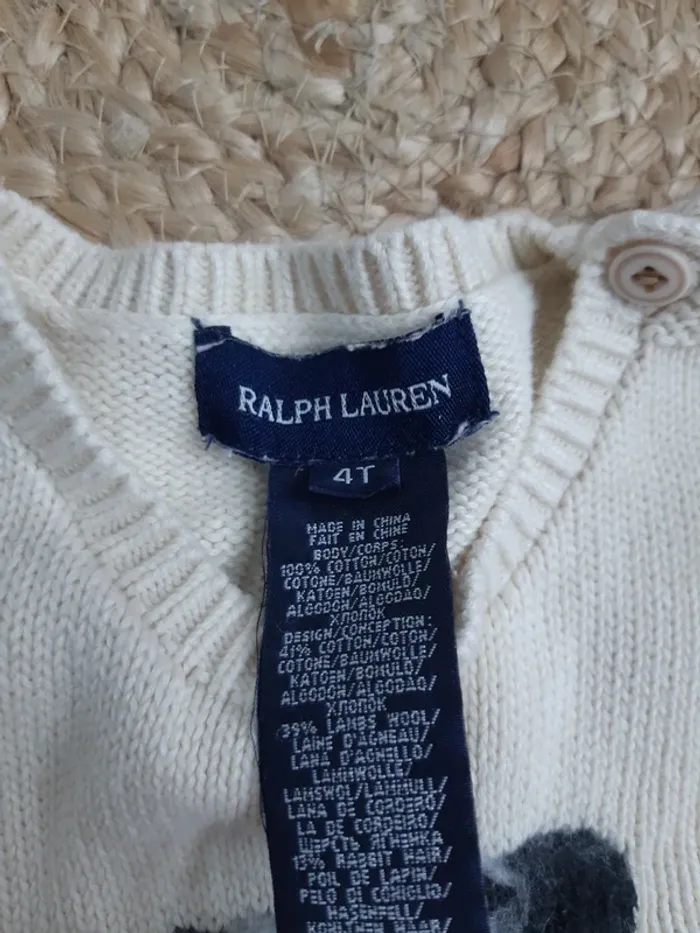 RALPH LAUREN
4T
MADE IN CHINA
FAIT EN CHINE
BODY/CORPS:
100% COTTON/COTON/
COTONE/BAUMWOLLE/
KATOEN/BOMULD/
ALGODON/ALGODAO/
ХЛОПОК
DESIGN/CONCEPTION:
41% COTTON/COTON/
COTONE/BAUMWOLLE/
KATOEN/BOMULD/
ALGODON/ALGODAO/
ХЛОПОК
39% LAMBS WOOL/
LAINE D'AGNEAU/
LANA D'AGNELLO/
LAMMWOLLE/
LAMSWOL/LAMMULL/
LANA DE CORDERO/
LA DE CORDEIRO/
ШЕРСТЬ ЯГНЕНКА
13% RABBIT HAIR/
POIL DE LAPIN/
PELO DI CONIGLIO/
HASENFELL/
HAAR/